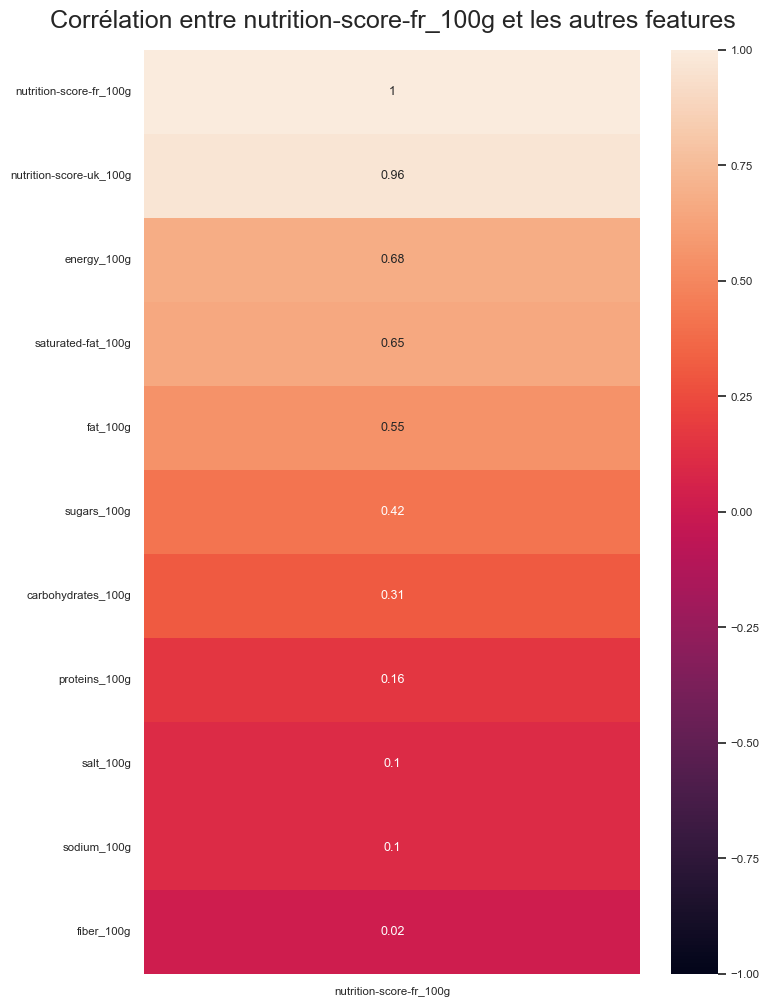 Corrélation entre nutrition-score-fr_100g et les autres features
nutrition-score-fr_100g
1
nutrition-score-uk_100g
0.96
energy_100g
0.68
saturated-fat_100g
0.65
fat_100g
0.55
sugars_100g
0.42
carbohydrates_100g
0.31
proteins_100g
0.16
salt_100g
0.1
sodium_100g
0.1
fiber_100g
0.02
nutrition-score-fr_100g
1.00
0.75
0.50
0.25
0.00
−0.25
−0.50
−0.75
−1.00